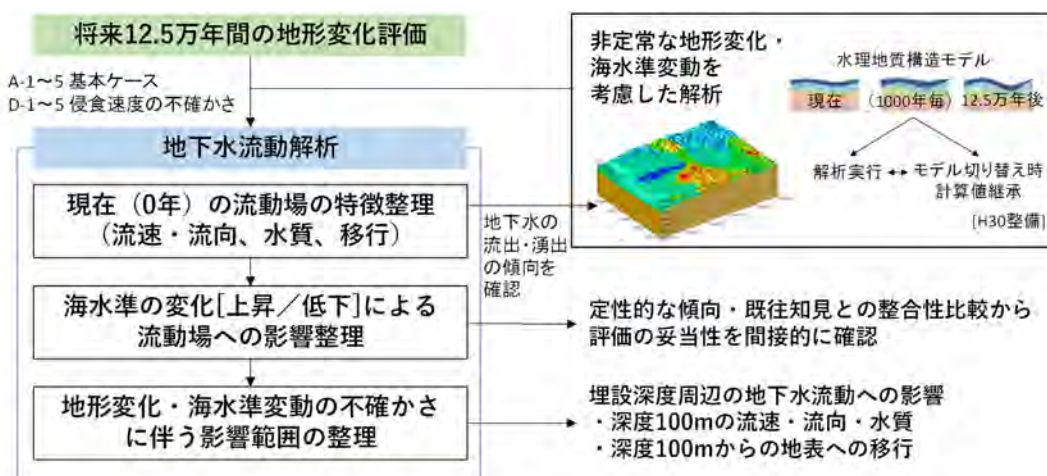 将来12.5万年間の地形変化評価
A-1～5 基本ケース
D-1～5 侵食速度の不確かさ
地下水流動解析
現在（0年）の流動場の特徴整理
（流速・流向、水質、移行）
海水準の変化[上昇／低下]による
流動場への影響整理
地形変化・海水準変動の不確かさ
に伴う影響範囲の整理
地下水の
流出･湧出
の傾向を
確認
非定常な地形変化・
海水準変動を
考慮した解析
水理地質構造モデル
現在 （1000年毎） 12.5万年後
解析実行 ↔ モデル切り替え時
計算値継承
[H30整備]
定性的な傾向・既往知見との整合性比較から
評価の妥当性を間接的に確認
埋設深度周辺の地下水流動への影響
・深度100mの流速・流向・水質
・深度100mからの地表への移行